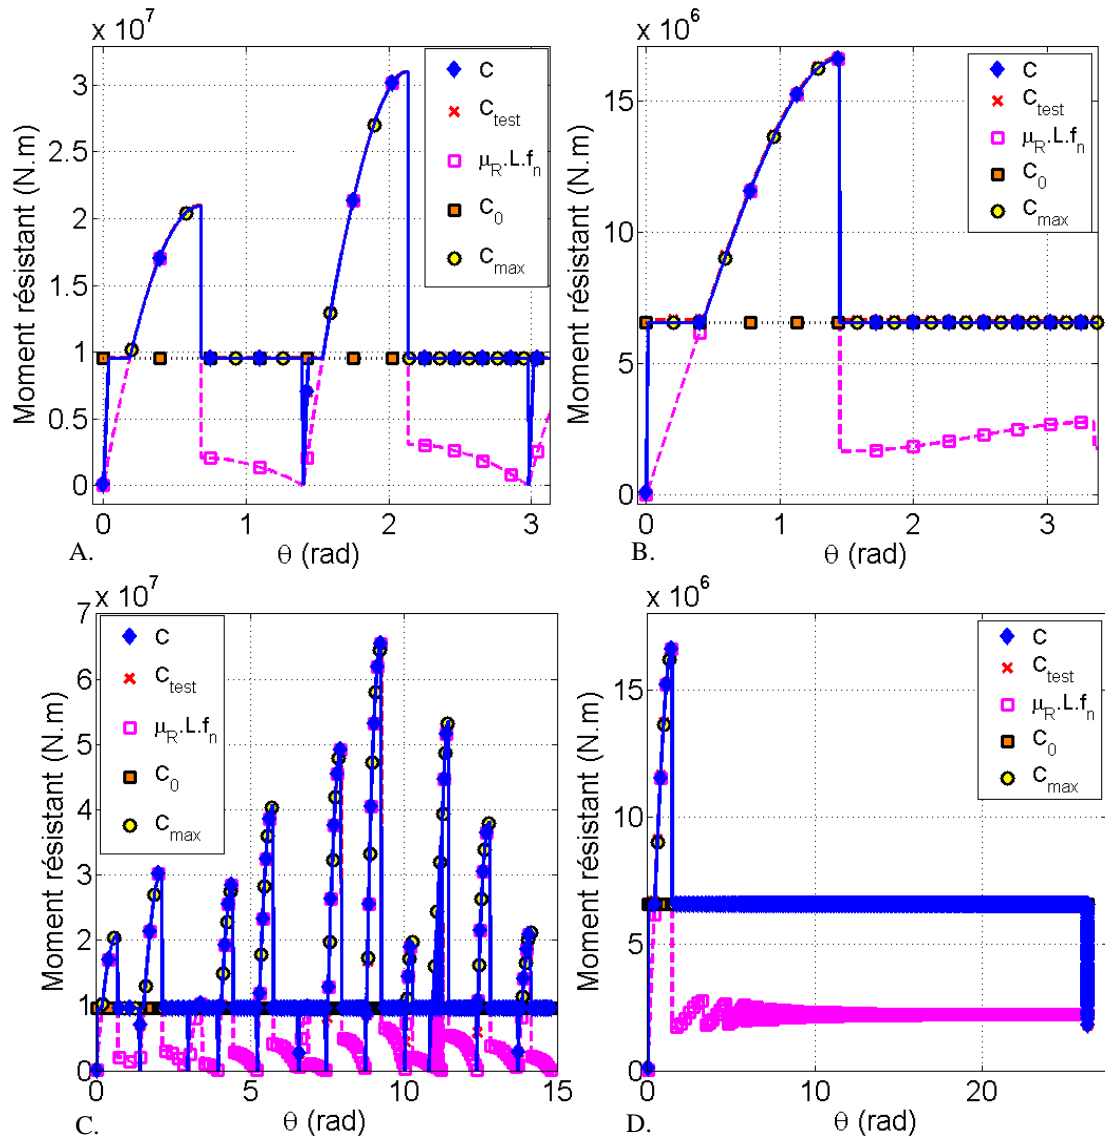 x 10^7
Moment résistant (N.m)
3
2.5
2
1.5
1
0.5
0
C
C_test
μ_R.L.f_n
C_0
C_max
0 1 2 3
A.
θ (rad)
x 10^6
Moment résistant (N.m)
15
10
5
0
C
C_test
μ_R.L.f_n
C_0
C_max
0 1 2 3
B.
θ (rad)
x 10^7
Moment résistant (N.m)
7
6
5
4
3
2
1
0
C
C_test
μ_R.L.f_n
C_0
C_max
0 5 10 15
C.
θ (rad)
x 10^6
Moment résistant (N.m)
15
10
5
0
C
C_test
μ_R.L.f_n
C_0
C_max
0 10 20
D.
θ (rad)